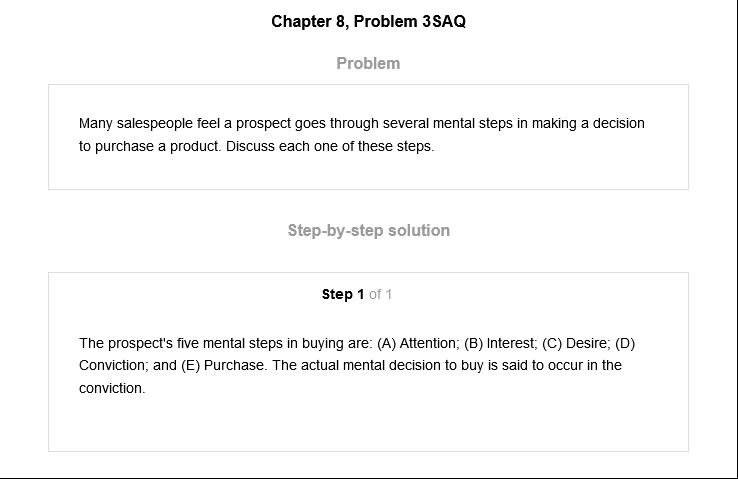 Chapter 8, Problem 3SAQ
Problem
Many salespeople feel a prospect goes through several mental steps in making a decision
to purchase a product. Discuss each one of these steps.
Step-by-step solution
Step 1 of 1
The prospect's five mental steps in buying are: (A) Attention; (B) Interest; (C) Desire; (D)
Conviction; and (E) Purchase. The actual mental decision to buy is said to occur in the
conviction.